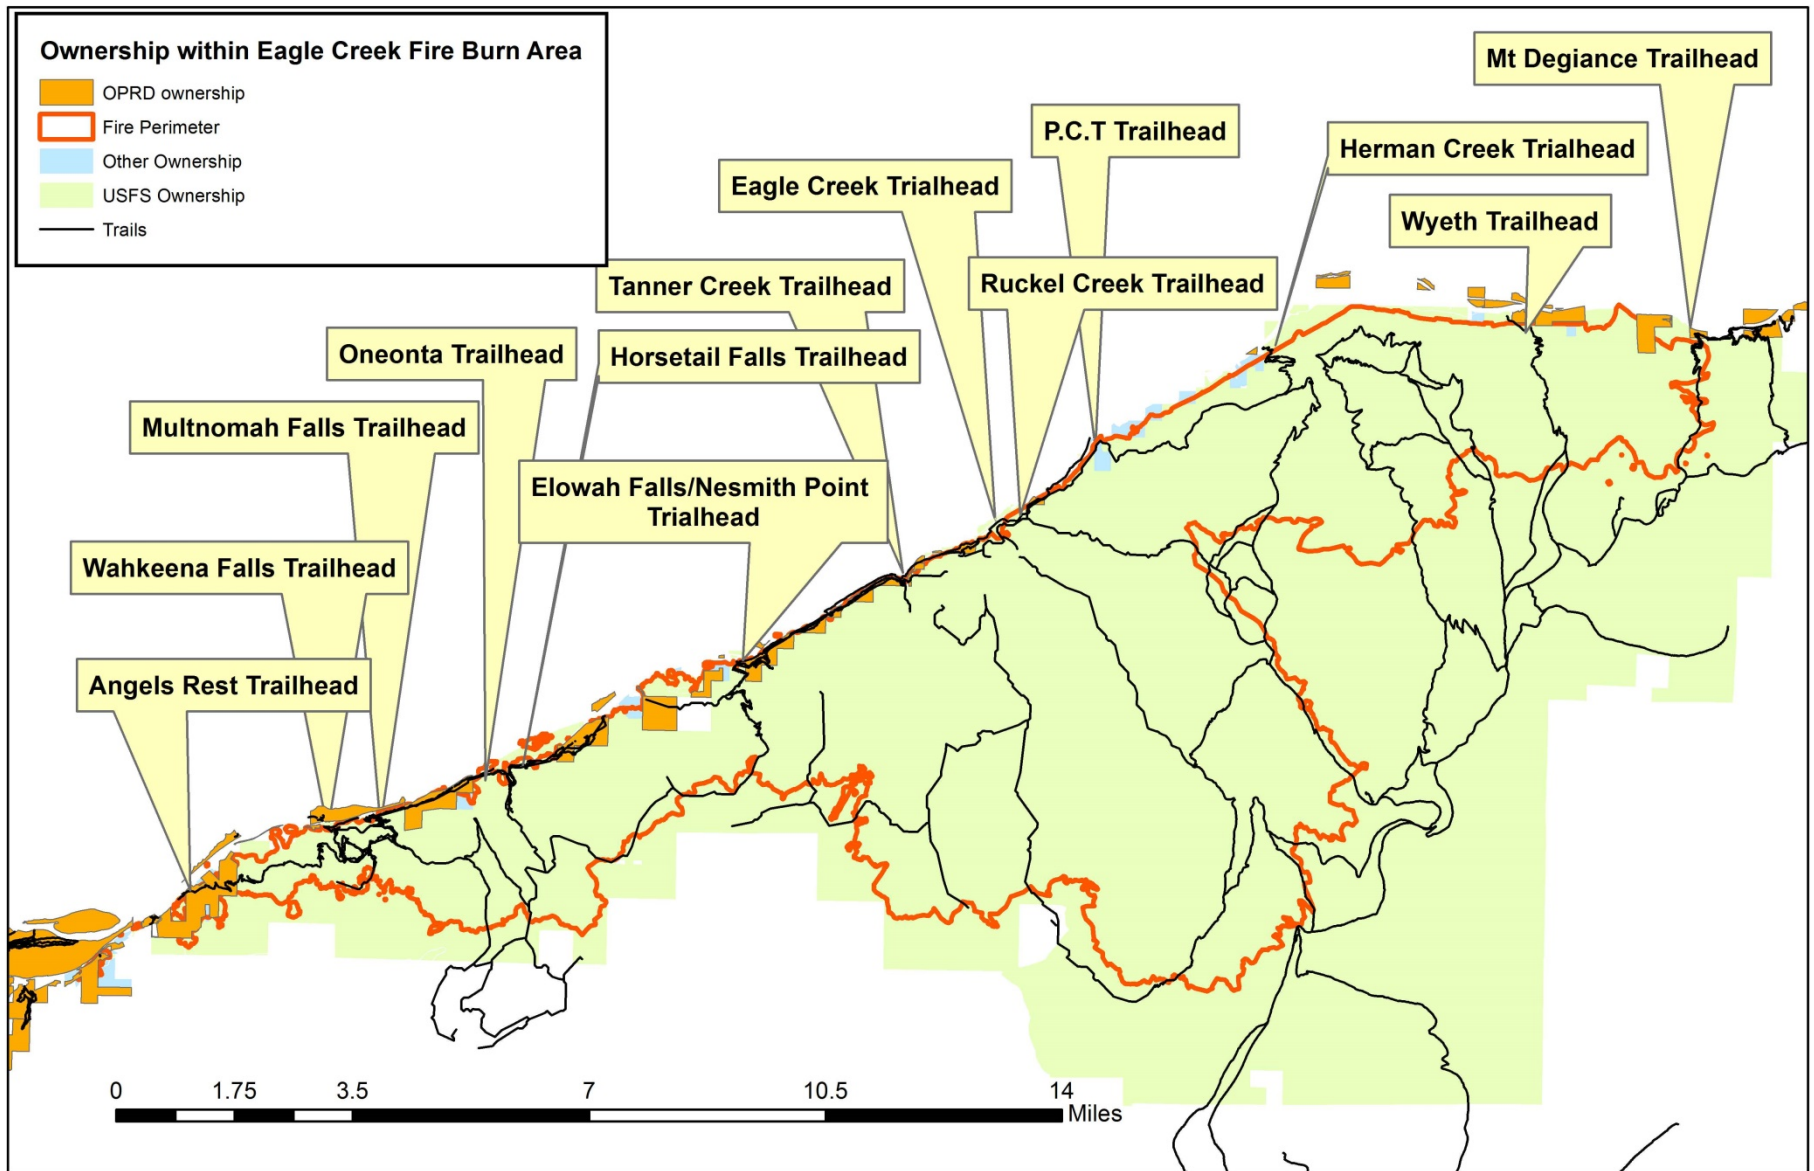 Ownership within Eagle Creek Fire Burn Area
OPRD ownership
Fire Perimeter
Other Ownership
USFS Ownership
Trails
Mt Degiance Trailhead
P.C.T Trailhead
Herman Creek Trialhead
Eagle Creek Trialhead
Wyeth Trailhead
Tanner Creek Trailhead
Ruckel Creek Trailhead
Oneonta Trailhead
Horsetail Falls Trailhead
Multnomah Falls Trailhead
Elowah Falls/Nesmith Point
Trialhead
Wahkeena Falls Trailhead
Angels Rest Trailhead
0 1.75 3.5 7 10.5 14
Miles